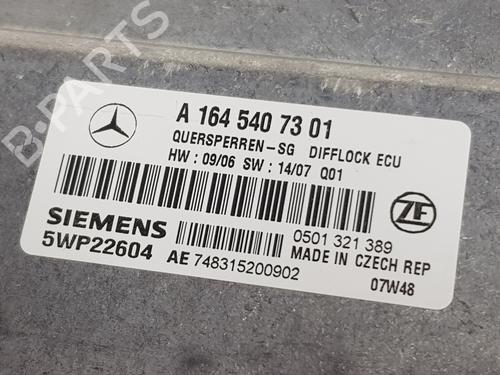 B-PARTS
A 164 540 73 01
QUERSPERREN-SG DIFFLOCK ECU
HW : 09/06 SW : 14/07 Q01
ZF
SIEMENS
5WP22604
0501 321 389
MADE IN CZECH REP
AE 748315200902
07W48